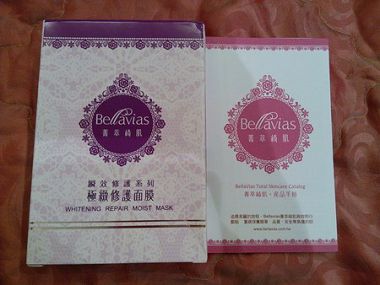 Bellavias
菁萃綺肌
瞬效修護系列
極緻修護面膜
WHITENING REPAIR MOIST MASK
Bellavias
菁萃綺肌
Bellavias Total Skincare Catalog
菁萃綺肌・產品手冊
www.bellavias.com.tw